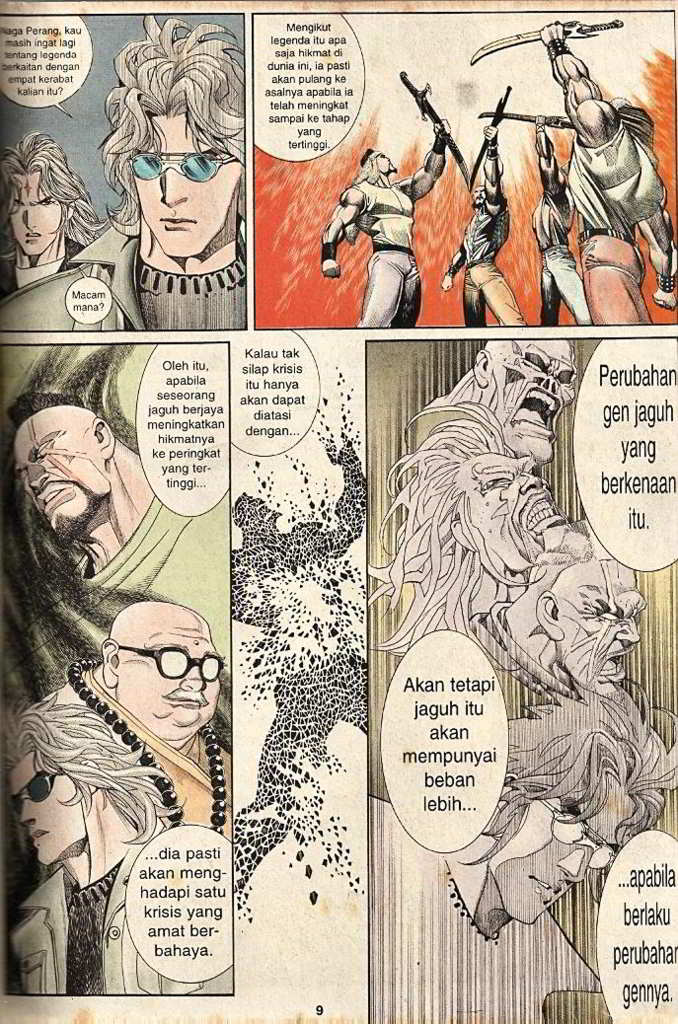 Naga Perang, kau
masih ingat lagi
tentang legenda
berkaitan dengan
empat kerabat
kalian itu?
Macam
mana?
Mengikut
legenda itu apa
saja hikmat di
dunia ini, ia pasti
akan pulang ke
asalnya apabila ia
telah meningkat
sampai ke tahap
yang
tertinggi.
Oleh itu,
apabila
seseorang
jaguh berjaya
meningkatkan
hikmatnya
ke peringkat
yang ter-
tinggi...
...dia pasti
akan meng-
hadapi satu
krisis yang
amat ber-
bahaya.
Kalau tak
silap krisis
itu hanya
akan dapat
diatasi
dengan...
Perubahan
gen jaguh
yang
berkenaan
itu.
Akan tetapi
jaguh itu
akan
mempunyai
beban
lebih...
...apabila
berlaku
perubahan
gennya.
9